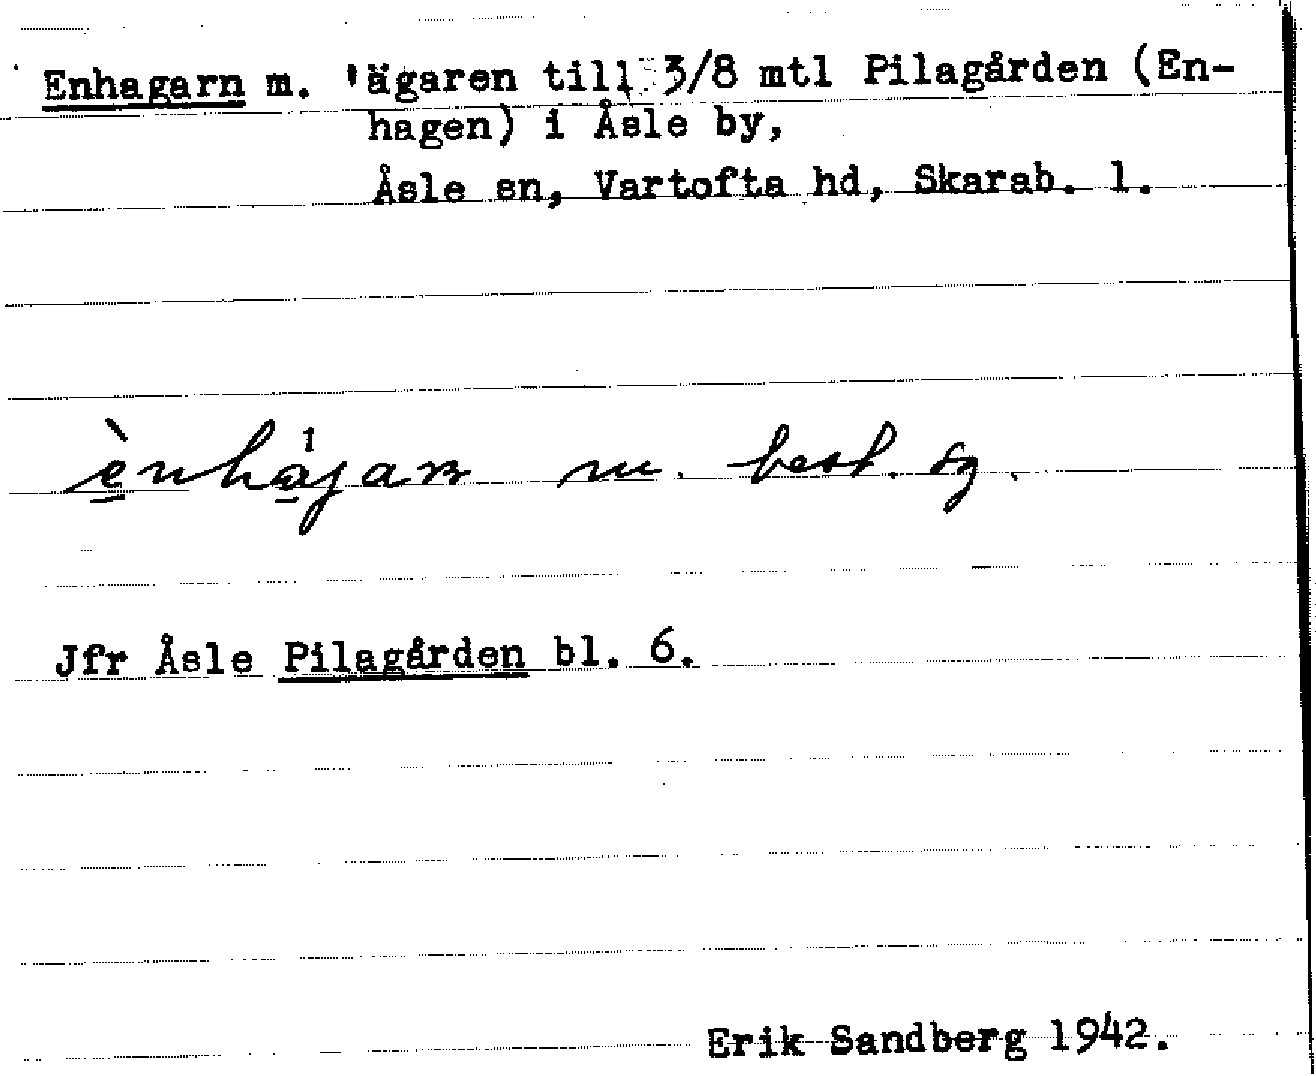 Enhagarn m. 'ägaren till 3/8 mtl Pilagården (En-
hagen) i Åsle by,
Åsle sn, Vartofta hd, Skarab. l.
m. best. sg.
Jfr Åsle Pilagården bl. 6.
Erik Sandberg 1942.